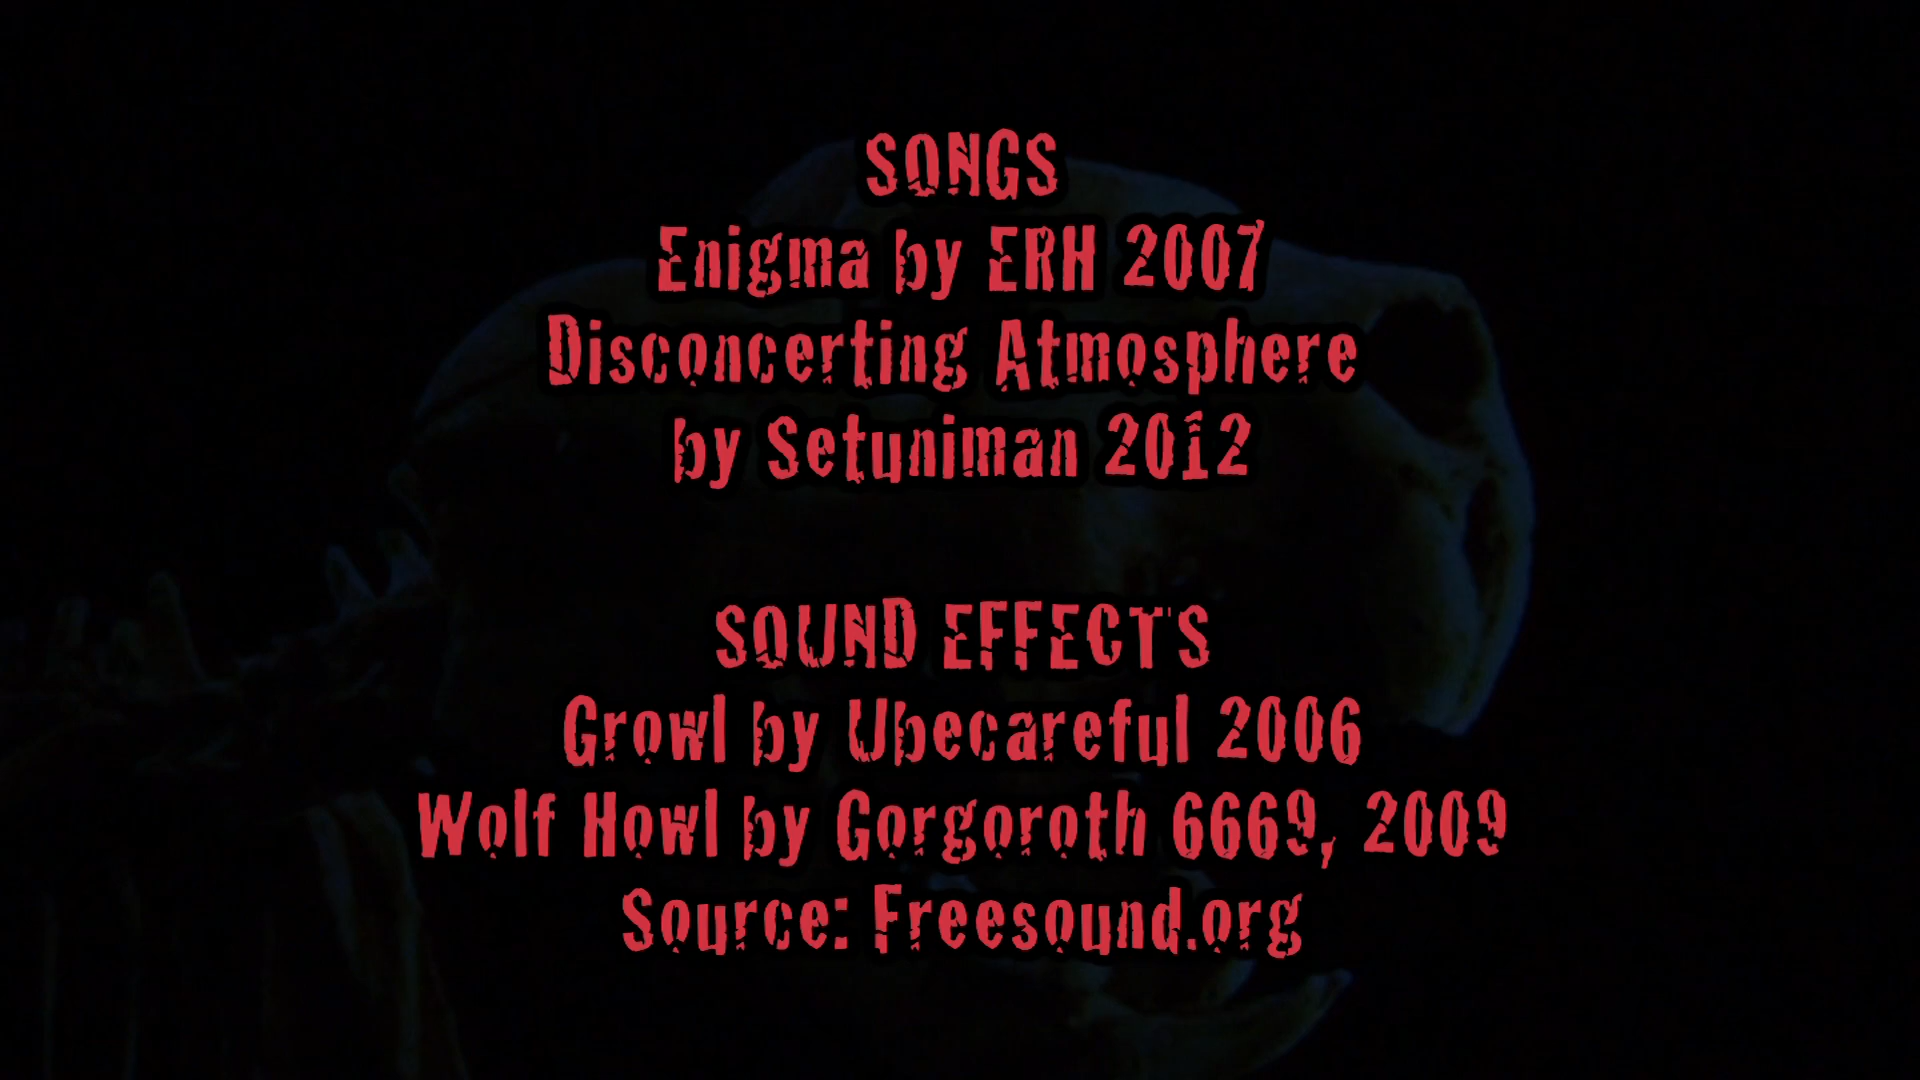 SONGS
Enigma by ERH 2007
Disconcerting Atmosphere
by Setuniman 2012
SOUND EFFECTS
Growl by Ubecareful 2006
Wolf Howl by Gorgoroth 6669, 2009
Source: Freesound.org